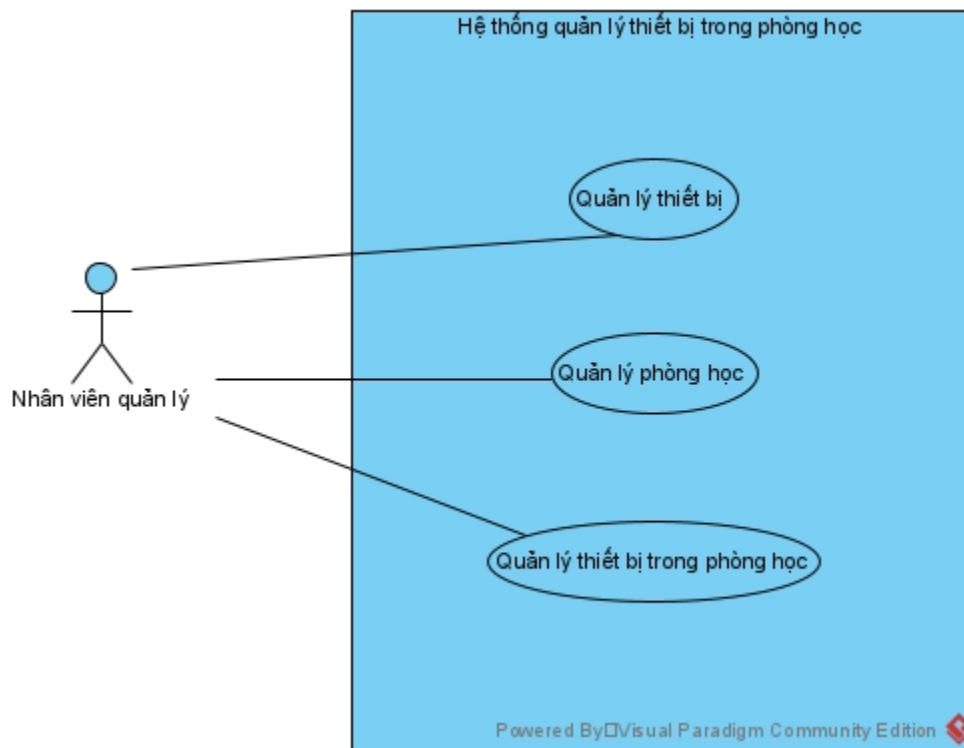 Hệ thống quản lý thiết bị trong phòng học
Quản lý thiết bị
Nhân viên quản lý
Quản lý phòng học
Quản lý thiết bị trong phòng học
Powered By□Visual Paradigm Community Edition